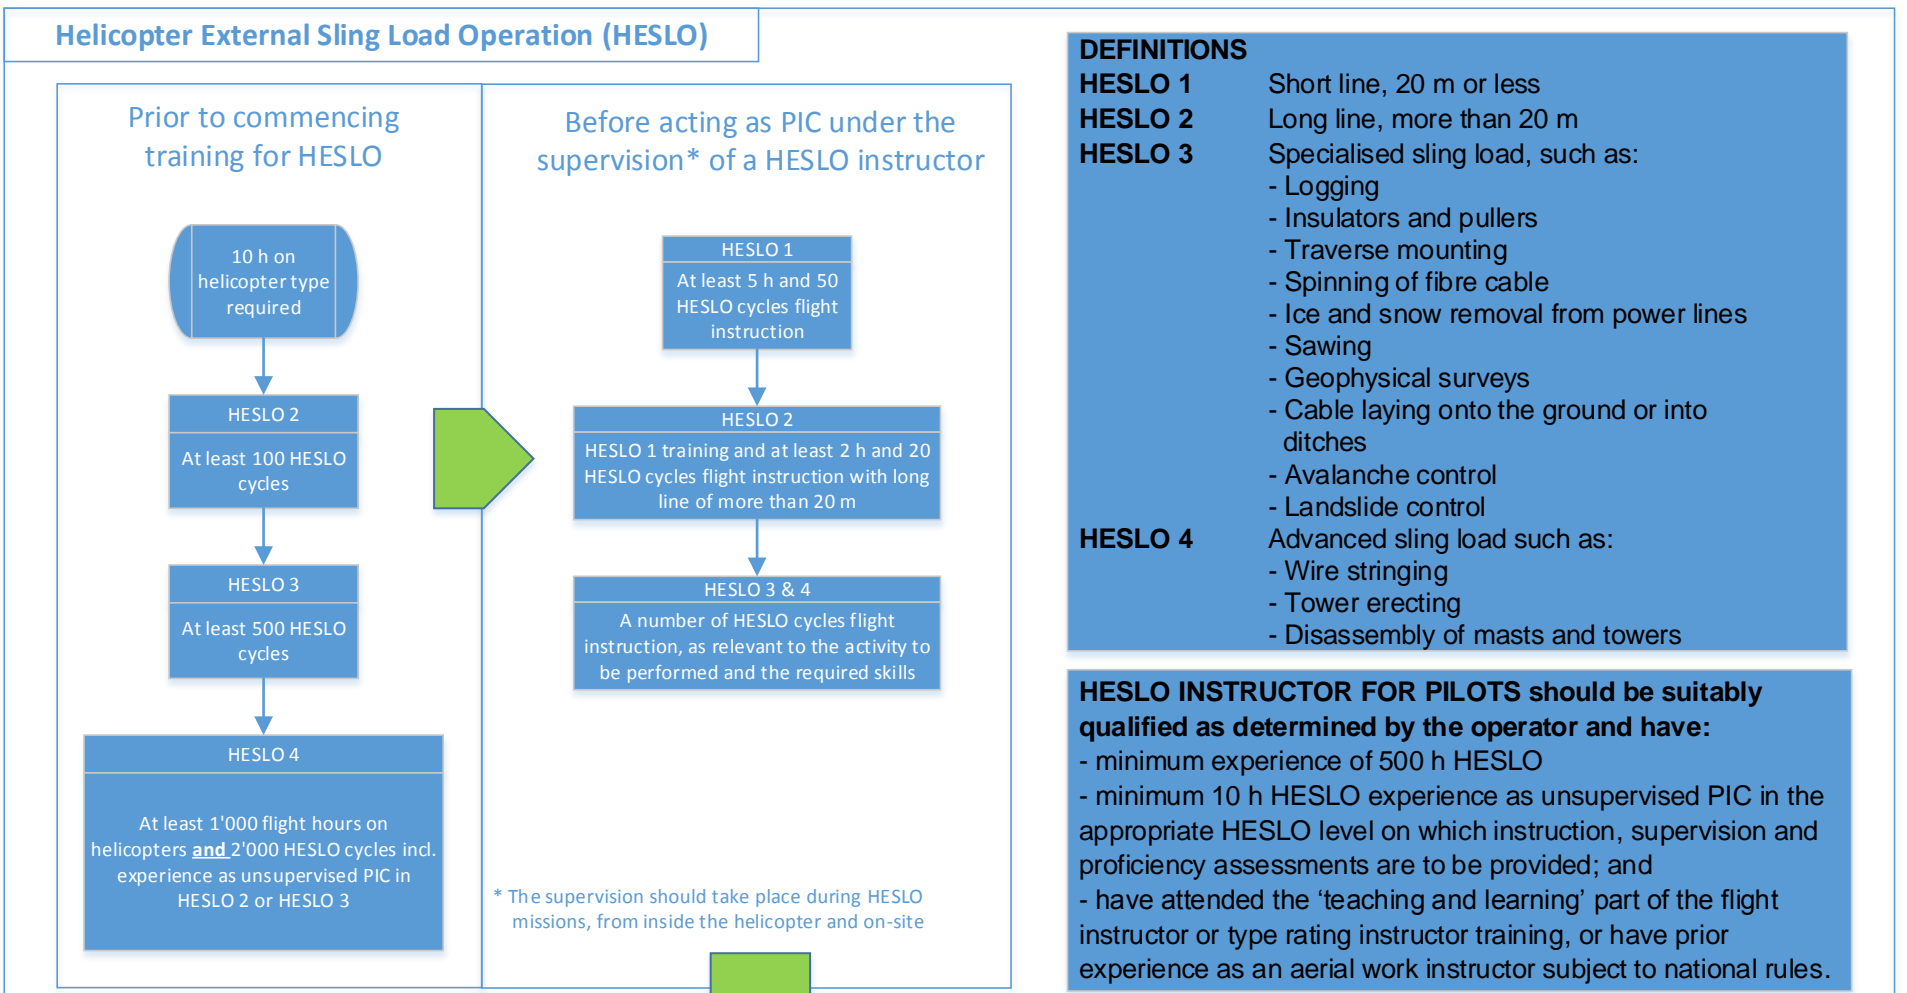 Helicopter External Sling Load Operation (HESLO)
Prior to commencing
training for HESLO
10 h on
helicopter type
required
HESLO 2
At least 100 HESLO
cycles
HESLO 3
At least 500 HESLO
cycles
HESLO 4
At least 1'000 flight hours on
helicopters and 2'000 HESLO cycles incl.
experience as unsupervised PIC in
HESLO 2 or HESLO 3
Before acting as PIC under the
supervision* of a HESLO instructor
HESLO 1
At least 5 h and 50
HESLO cycles flight
instruction
HESLO 2
HESLO 1 training and at least 2 h and 20
HESLO cycles flight instruction with long
line of more than 20 m
HESLO 3 & 4
A number of HESLO cycles flight
instruction, as relevant to the activity to
be performed and the required skills
* The supervision should take place during HESLO
missions, from inside the helicopter and on-site
DEFINITIONS
HESLO 1 Short line, 20 m or less
HESLO 2 Long line, more than 20 m
HESLO 3 Specialised sling load, such as:
- Logging
- Insulators and pullers
- Traverse mounting
- Spinning of fibre cable
- Ice and snow removal from power lines
- Sawing
- Geophysical surveys
- Cable laying onto the ground or into
ditches
- Avalanche control
- Landslide control
HESLO 4 Advanced sling load such as:
- Wire stringing
- Tower erecting
- Disassembly of masts and towers
HESLO INSTRUCTOR FOR PILOTS should be suitably
qualified as determined by the operator and have:
- minimum experience of 500 h HESLO
- minimum 10 h HESLO experience as unsupervised PIC in the
appropriate HESLO level on which instruction, supervision and
proficiency assessments are to be provided; and
- have attended the ‘teaching and learning’ part of the flight
instructor or type rating instructor training, or have prior
experience as an aerial work instructor subject to national rules.